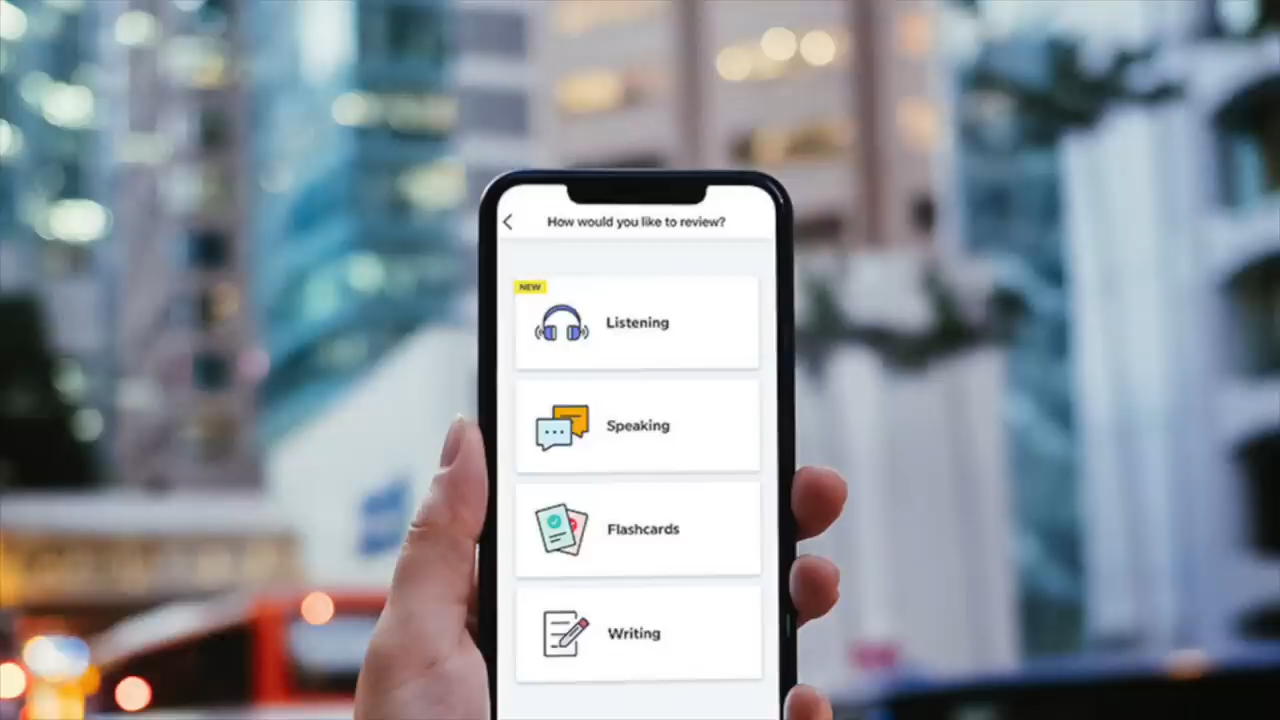 How would you like to review?
NEW
Listening
Speaking
Flashcards
Writing